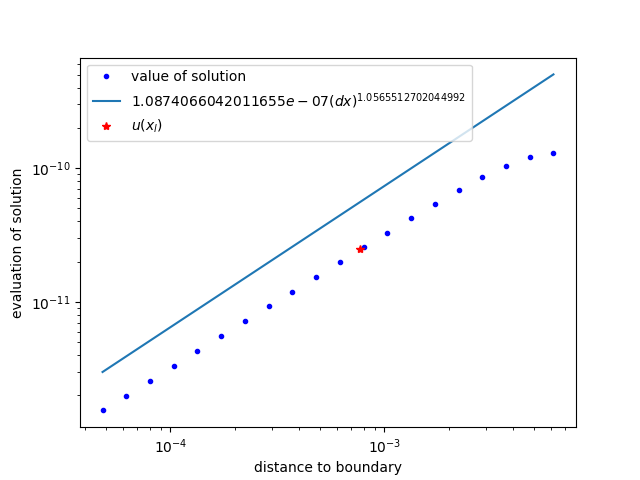 value of solution
1.0874066042011655e − 07(dx)^1.0565512702044992
u(x_l)
10^−10
10^−11
evaluation of solution
10^−4
10^−3
distance to boundary